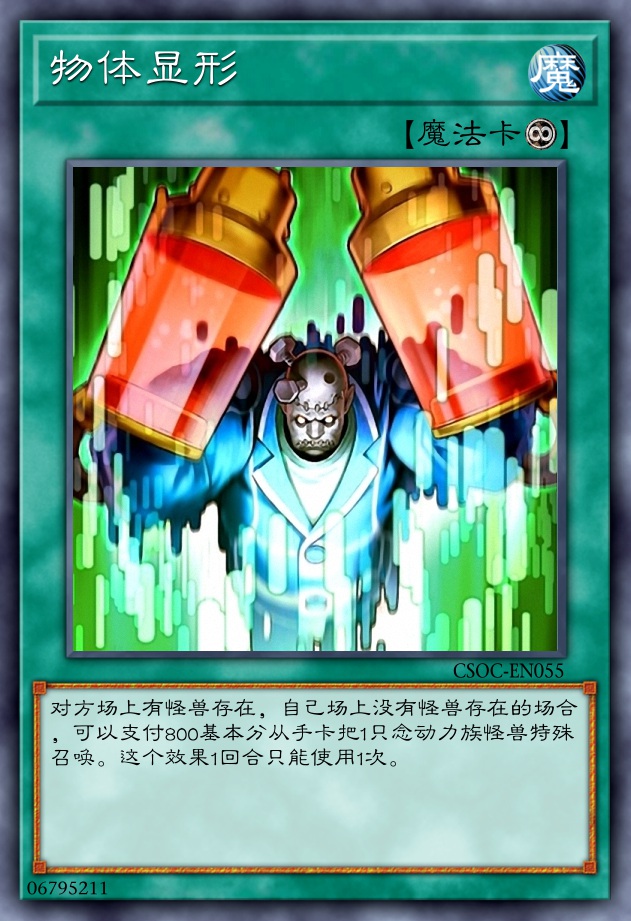 物体显形
魔
【魔法卡∞】
CSOC-EN055
对方场上有怪兽存在，自己场上没有怪兽存在的场合
，可以支付800基本分从手卡把1只念动力族怪兽特殊
召唤。这个效果1回合只能使用1次。
06795211